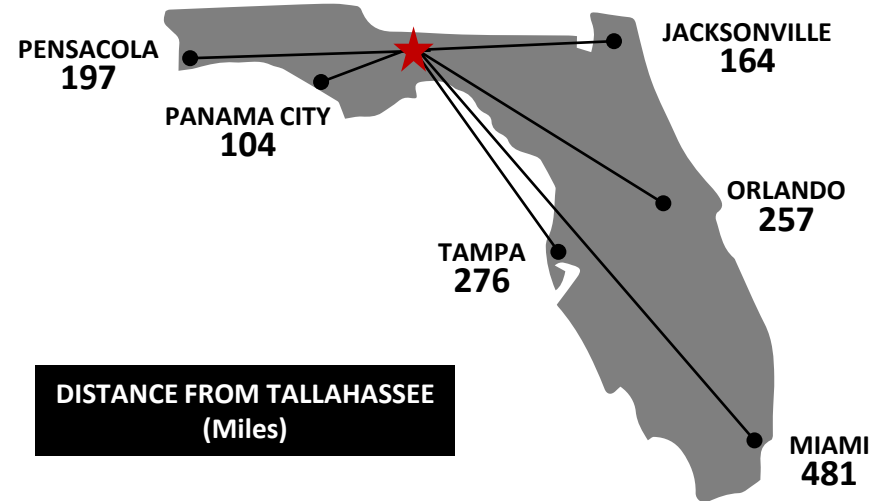 PENSACOLA
197
PANAMA CITY
104
JACKSONVILLE
164
ORLANDO
257
TAMPA
276
MIAMI
481
DISTANCE FROM TALLAHASSEE
(Miles)